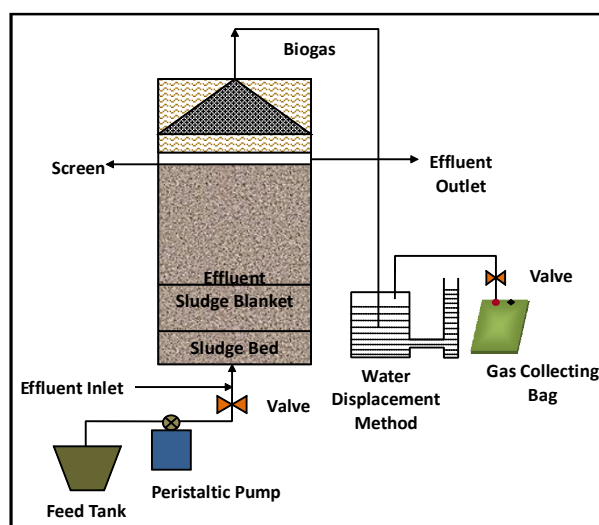 Biogas
Screen
Effluent
Outlet
Effluent
Sludge Blanket
Valve
Sludge Bed
Gas Collecting
Bag
Water
Displacement
Method
Effluent Inlet
Valve
Peristaltic Pump
Feed Tank